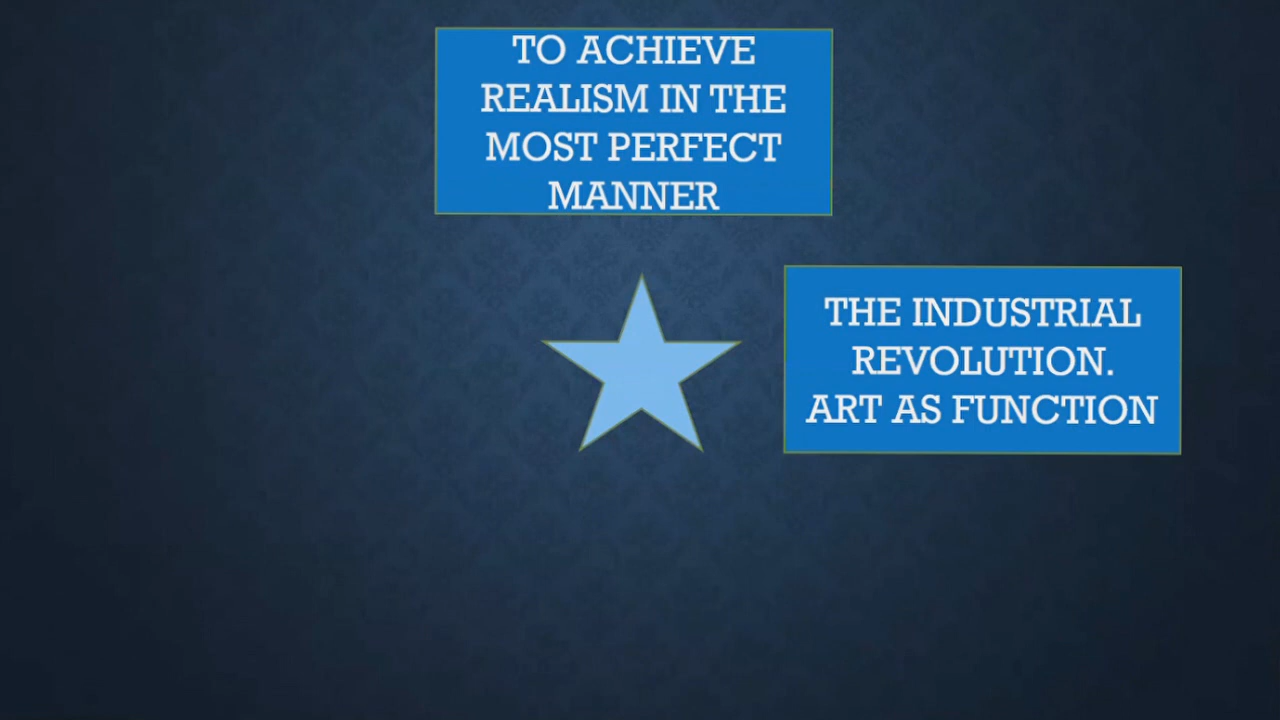 TO ACHIEVE
REALISM IN THE
MOST PERFECT
MANNER
THE INDUSTRIAL
REVOLUTION.
ART AS FUNCTION